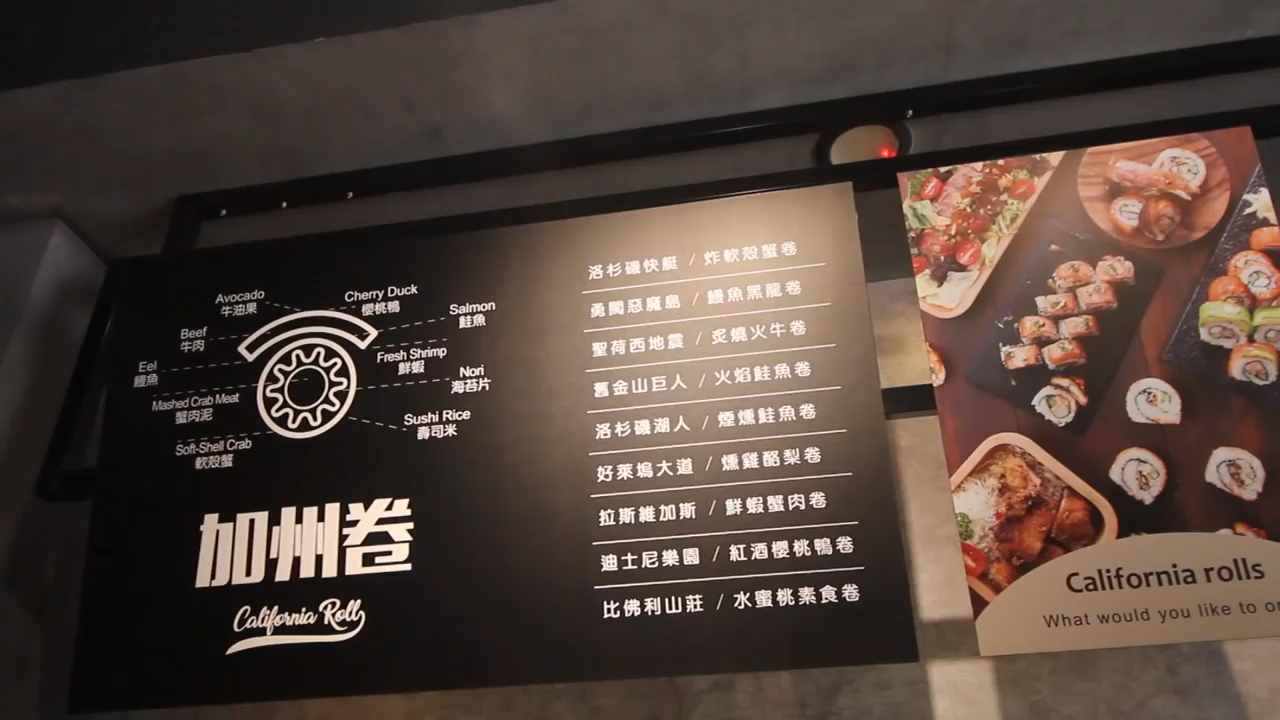 Avocado
牛油果
Cherry Duck
櫻桃鴨
Beef
牛肉
Salmon
鮭魚
Eel
鰻魚
Fresh Shrimp
鮮蝦
Mashed Crab Meat
蟹肉泥
Nori
海苔片
Soft-Shell Crab
軟殼蟹
Sushi Rice
壽司米
加州卷
California Roll
洛杉磯快艇 / 炸軟殼蟹卷
勇闖惡魔島 / 鰻魚黑龍卷
聖荷西地震 / 炙燒火牛卷
舊金山巨人 / 火焰鮭魚卷
洛杉磯湖人 / 煙燻鮭魚卷
好萊塢大道 / 燻雞酪梨卷
拉斯維加斯 / 鮮蝦蟹肉卷
迪士尼樂園 / 紅酒櫻桃鴨卷
比佛利山莊 / 水蜜桃素食卷
California rolls
What would you like to or